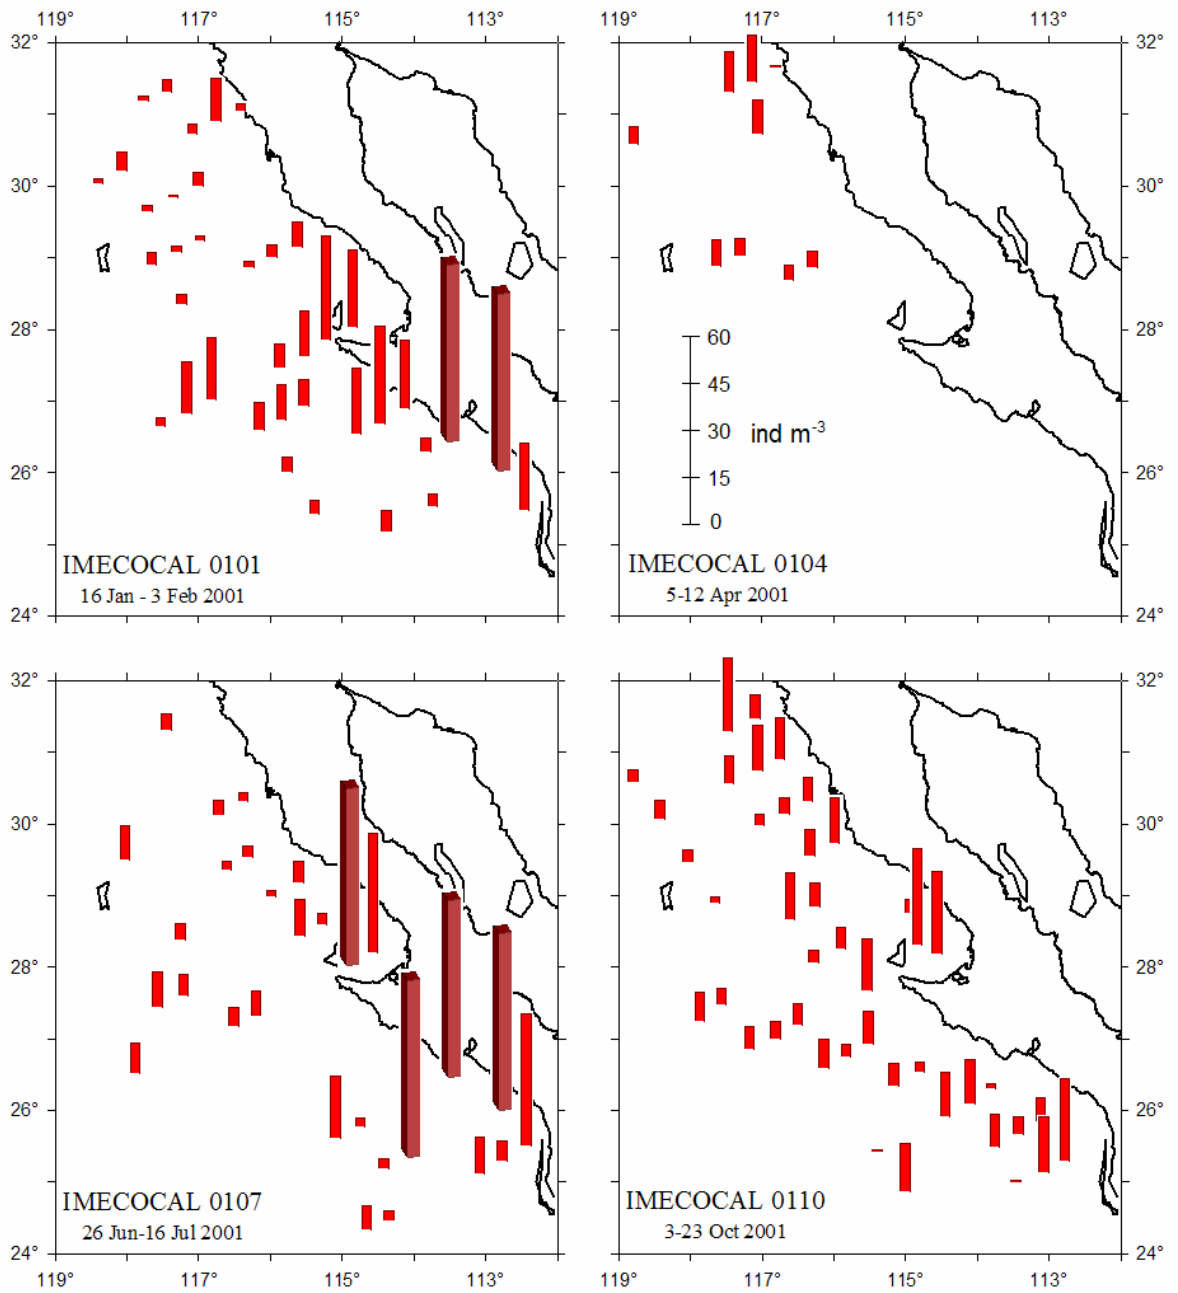 119° 117° 115° 113° 119° 117° 115° 113°
32° 32°
30° 30°
28° 28°
60
45
30 ind m-3
26° 26°
15
0
IMECOCAL 0101 IMECOCAL 0104
16 Jan - 3 Feb 2001 5-12 Apr 2001
24° 24°
32° 32°
30° 30°
28° 28°
26° 26°
IMECOCAL 0107 IMECOCAL 0110
26 Jun-16 Jul 2001 3-23 Oct 2001
24° 24°
119° 117° 115° 113° 119° 117° 115° 113°